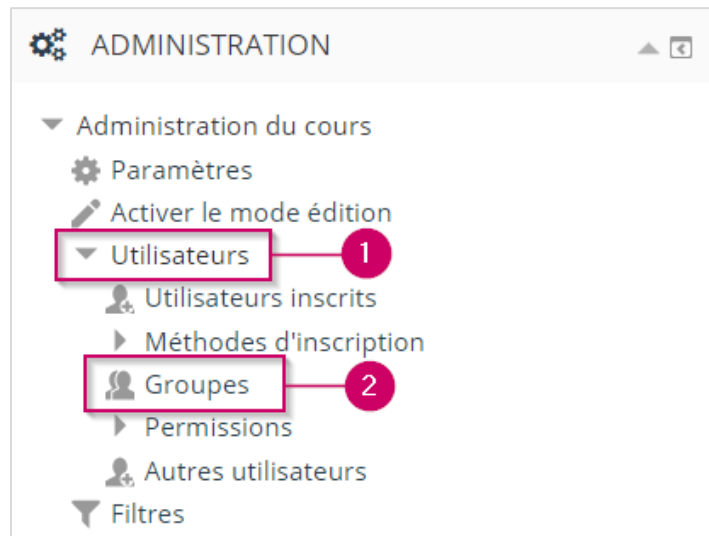 ADMINISTRATION
Administration du cours
Paramètres
Activer le mode édition
Utilisateurs 1
Utilisateurs inscrits
Méthodes d'inscription
Groupes 2
Permissions
Autres utilisateurs
Filtres